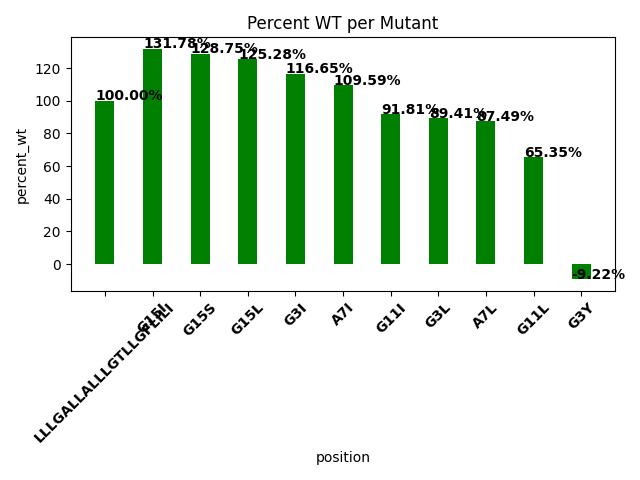 Percent WT per Mutant
percent_wt
120
100
80
60
40
20
0
100.00%
131.78%
128.75%
125.28%
116.65%
109.59%
91.81%
89.41%
87.49%
65.35%
-9.22%
G15I
G15S
G15L
G3I
A7I
G11I
G3L
A7L
G11L
G3Y
position